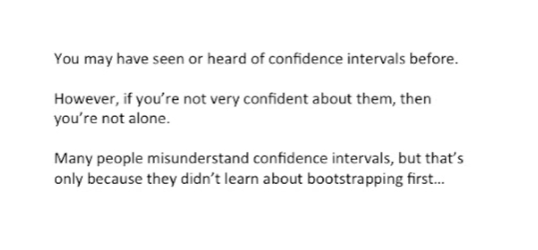 You may have seen or heard of confidence intervals before.
However, if you’re not very confident about them, then
you’re not alone.
Many people misunderstand confidence intervals, but that’s
only because they didn’t learn about bootstrapping first...